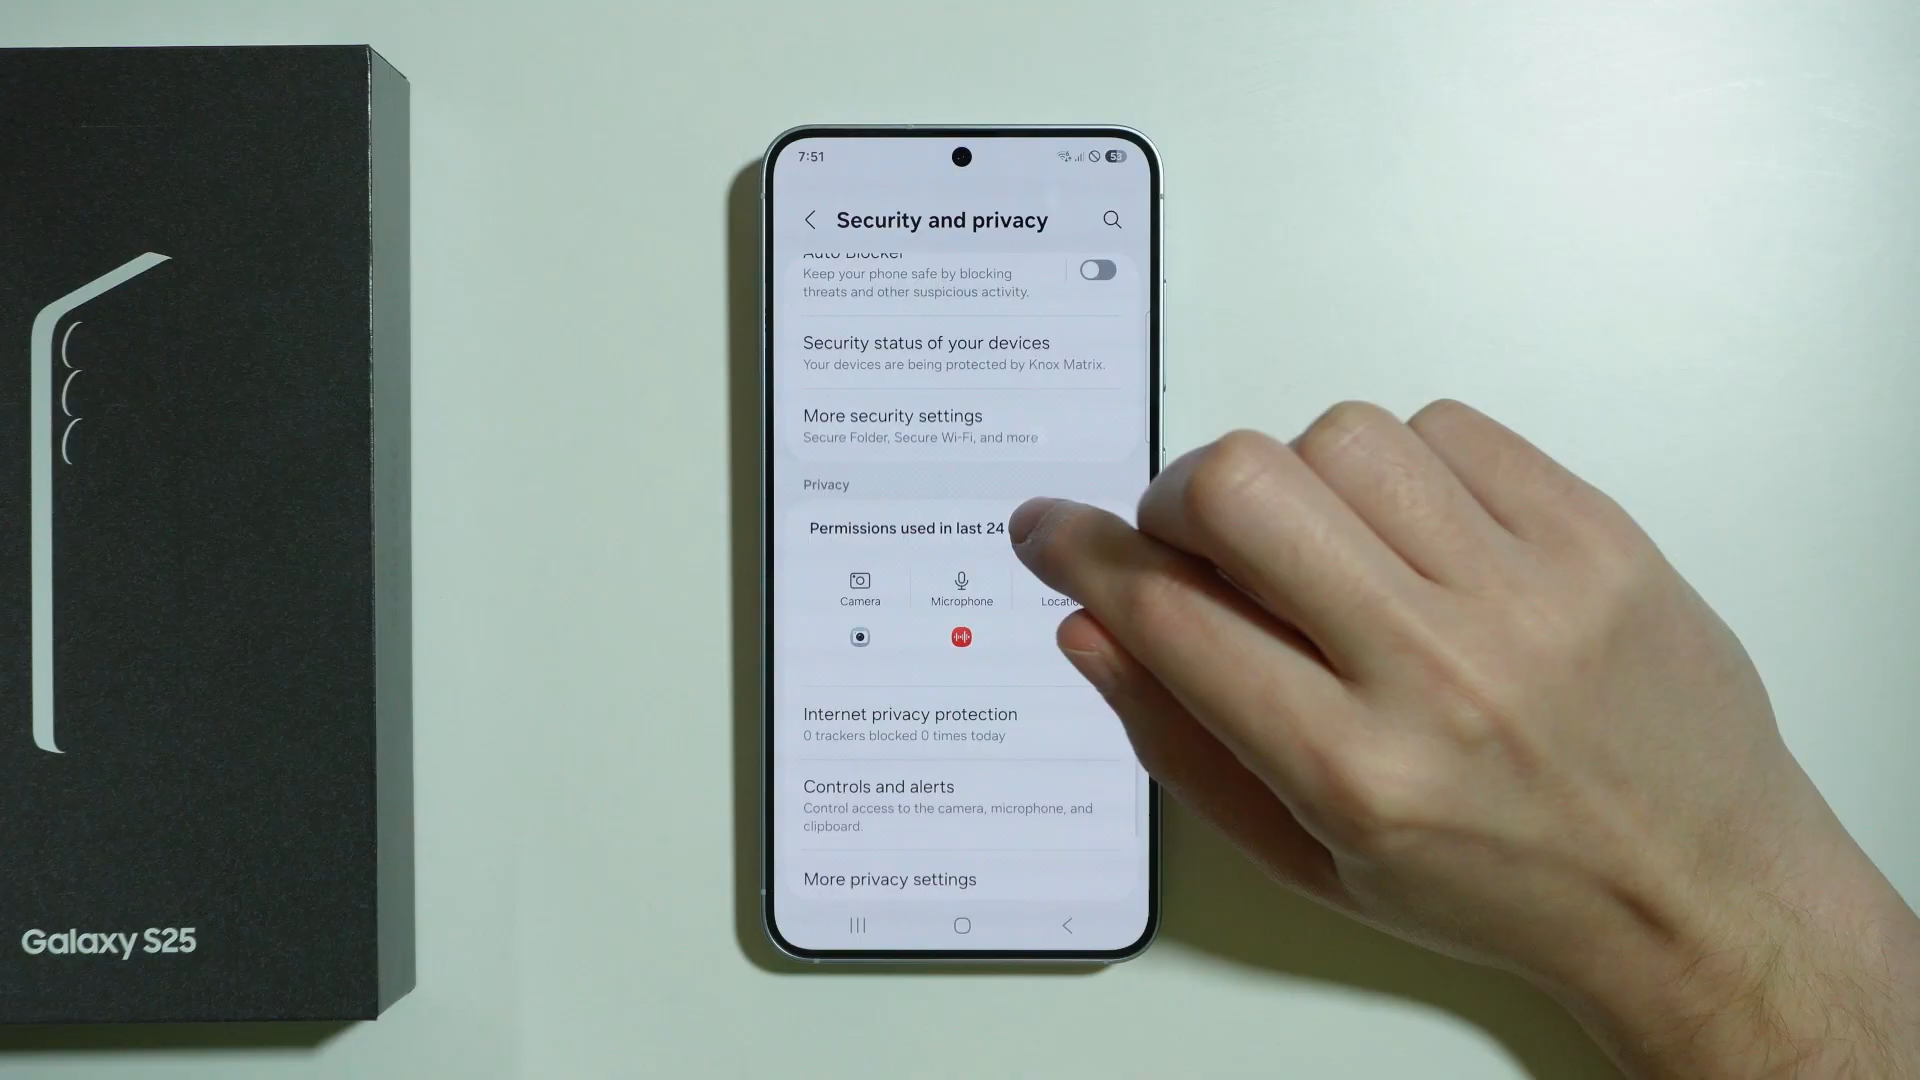 7:51
53
Security and privacy
Auto Blocker
Keep your phone safe by blocking
threats and other suspicious activity.
Security status of your devices
Your devices are being protected by Knox Matrix.
More security settings
Secure Folder, Secure Wi-Fi, and more
Privacy
Permissions used in last 24
Camera
Microphone
Internet privacy protection
0 trackers blocked 0 times today
Controls and alerts
Control access to the camera, microphone, and
clipboard.
More privacy settings
Galaxy S25